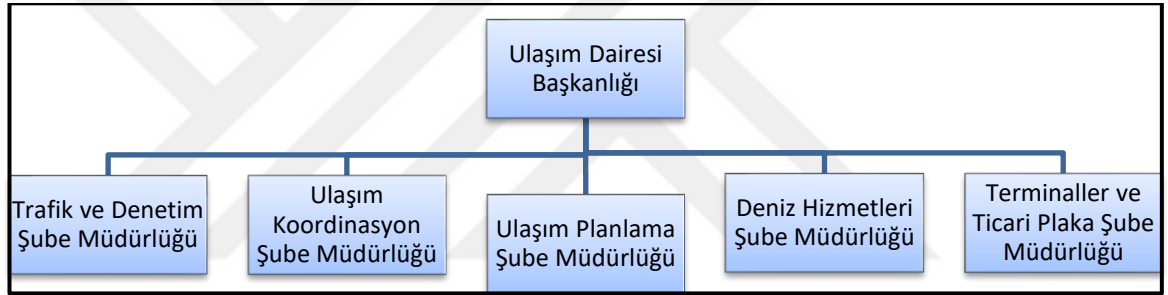 Ulaşım Dairesi
Başkanlığı
Trafik ve Denetim
Şube Müdürlüğü
Ulaşım
Koordinasyon
Şube Müdürlüğü
Ulaşım Planlama
Şube Müdürlüğü
Deniz Hizmetleri
Şube Müdürlüğü
Terminaller ve
Ticari Plaka Şube
Müdürlüğü